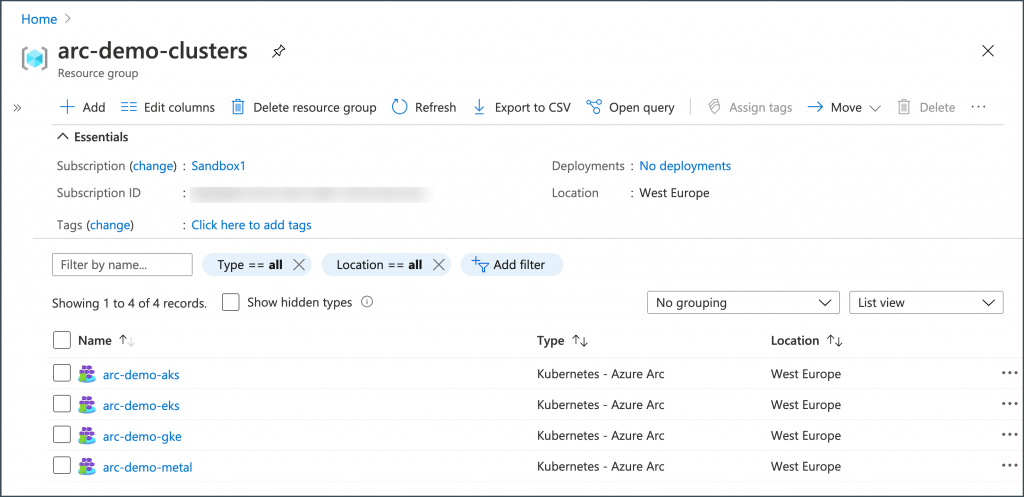 Home
arc-demo-clusters
Resource group
Add Edit columns Delete resource group Refresh Export to CSV Open query Assign tags Move Delete
Essentials
Subscription (change) : Sandbox1 Deployments : No deployments
Subscription ID : Location : West Europe
Tags (change) : Click here to add tags
Filter by name... Type == all Location == all Add filter
Showing 1 to 4 of 4 records. Show hidden types No grouping List view
Name Type Location
arc-demo-aks Kubernetes - Azure Arc West Europe
arc-demo-eks Kubernetes - Azure Arc West Europe
arc-demo-gke Kubernetes - Azure Arc West Europe
arc-demo-metal Kubernetes - Azure Arc West Europe